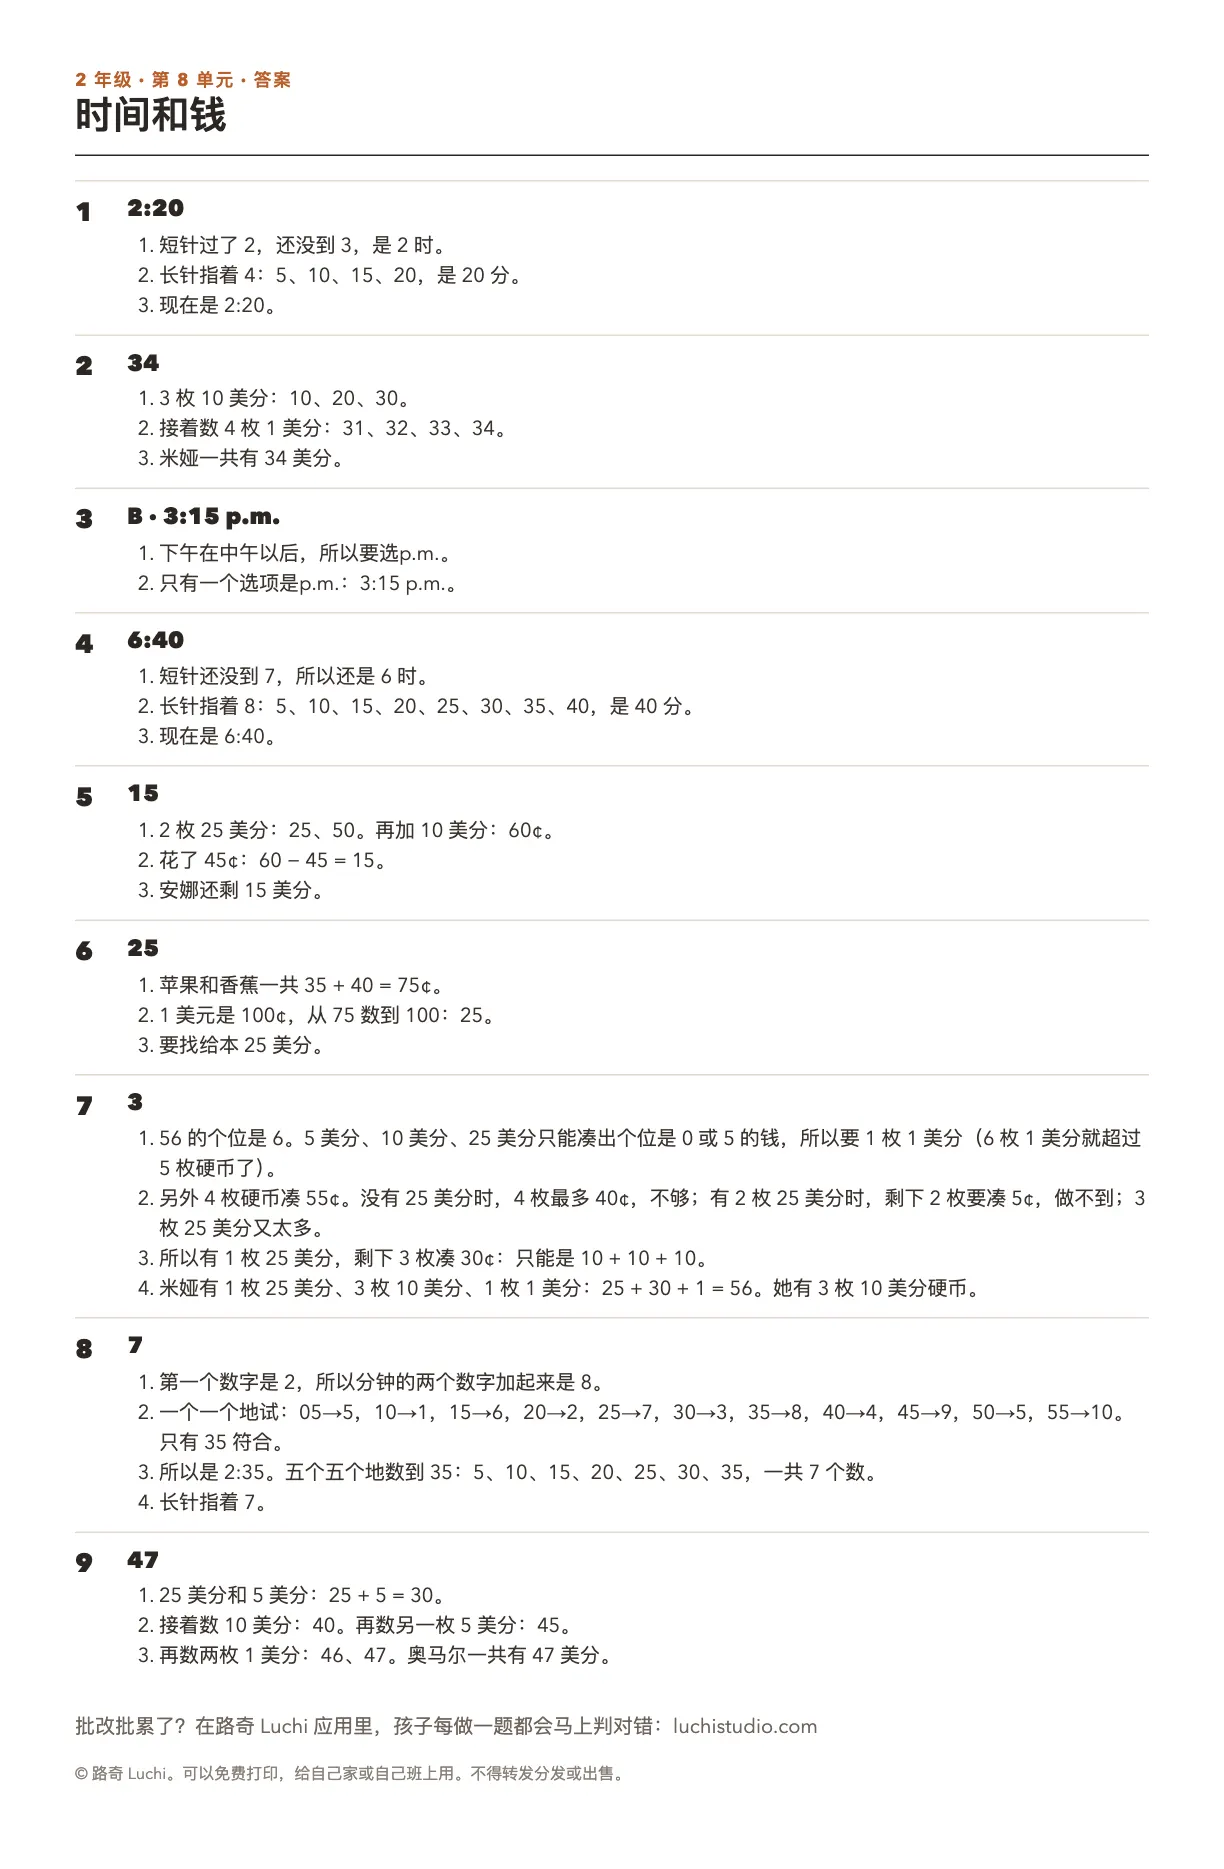 2 年级 · 第 8 单元 · 答案
时间和钱
1 2:20
1. 短针过了 2，还没到 3，是 2 时。
2. 长针指着 4：5、10、15、20，是 20 分。
3. 现在是 2:20。
2 34
1. 3 枚 10 美分：10、20、30。
2. 接着数 4 枚 1 美分：31、32、33、34。
3. 米娅一共有 34 美分。
3 B · 3:15 p.m.
1. 下午在中午以后，所以要选p.m.。
2. 只有一个选项是p.m.：3:15 p.m.。
4 6:40
1. 短针还没到 7，所以还是 6 时。
2. 长针指着 8：5、10、15、20、25、30、35、40，是 40 分。
3. 现在是 6:40。
5 15
1. 2 枚 25 美分：25、50。再加 10 美分：60¢。
2. 花了 45¢：60 − 45 = 15。
3. 安娜还剩 15 美分。
6 25
1. 苹果和香蕉一共 35 + 40 = 75¢。
2. 1 美元是 100¢，从 75 数到 100：25。
3. 要找给本 25 美分。
7 3
1. 56 的个位是 6。5 美分、10 美分、25 美分只能凑出个位是 0 或 5 的钱，所以要 1 枚 1 美分（6 枚 1 美分就超过
5 枚硬币了）。
2. 另外 4 枚硬币凑 55¢。没有 25 美分时，4 枚最多 40¢，不够；有 2 枚 25 美分时，剩下 2 枚要凑 5¢，做不到；3
枚 25 美分又太多。
3. 所以有 1 枚 25 美分，剩下 3 枚凑 30¢：只能是 10 + 10 + 10。
4. 米娅有 1 枚 25 美分、3 枚 10 美分、1 枚 1 美分：25 + 30 + 1 = 56。她有 3 枚 10 美分硬币。
8 7
1. 第一个数字是 2，所以分钟的两个数字加起来是 8。
2. 一个一个地试：05→5，10→1，15→6，20→2，25→7，30→3，35→8，40→4，45→9，50→5，55→10。
只有 35 符合。
3. 所以是 2:35。五个五个地数到 35：5、10、15、20、25、30、35，一共 7 个数。
4. 长针指着 7。
9 47
1. 25 美分和 5 美分：25 + 5 = 30。
2. 接着数 10 美分：40。再数另一枚 5 美分：45。
3. 再数两枚 1 美分：46、47。奥马尔一共有 47 美分。
批改批累了？在路奇 Luchi 应用里，孩子每做一题都会马上判对错：luchistudio.com
© 路奇 Luchi。可以免费打印，给自己家或自己班上用。不得转发分发或出售。